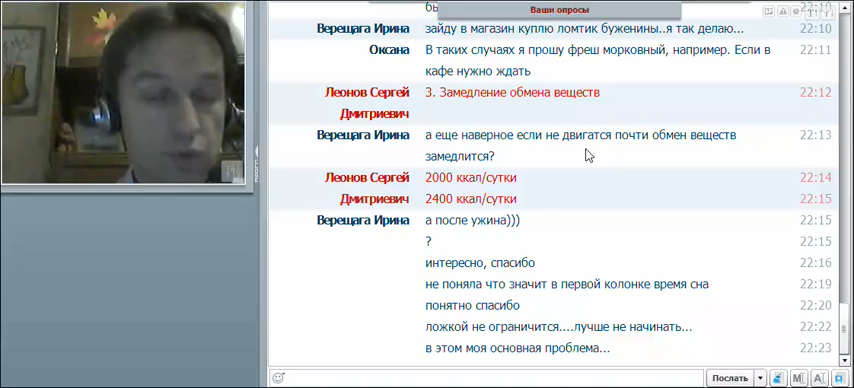 Ваши опросы
22:10
Верещага Ирина зайду в магазин куплю ломтик буженины..я так делаю... 22:10
Оксана В таких случаях я прошу фреш морковный, например. Если в 22:11
кафе нужно ждать
Леонов Сергей 3. Замедление обмена веществ 22:12
Дмитриевич
Верещага Ирина а еще наверное если не двигатся почти обмен веществ 22:13
замедлится?
Леонов Сергей 2000 ккал/сутки 22:14
Дмитриевич 2400 ккал/сутки 22:15
Верещага Ирина а после ужина))) 22:15
? 22:15
интересно, спасибо 22:16
не поняла что значит в первой колонке время сна 22:19
понятно спасибо 22:20
ложкой не ограничится....лучше не начинать... 22:22
в этом моя основная проблема... 22:23
Послать